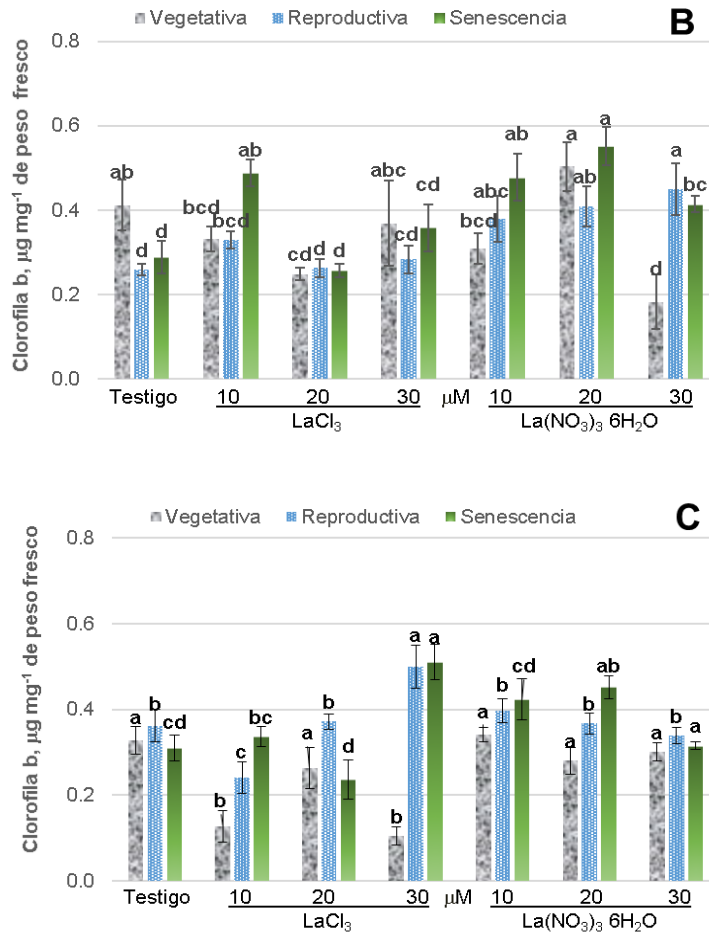 Vegetativa Reproductiva Senescencia B
Clorofila b, µg mg⁻¹ de peso fresco
0.8
0.6
0.4
0.2
0.0
ab d d
bcd bcd ab
cd d d
abc cd cd
bcd abc ab
a ab a
d a bc
Testigo 10 20 30 µM 10 20 30
LaCl₃ La(NO₃)₃ 6H₂O
Vegetativa Reproductiva Senescencia C
Clorofila b, µg mg⁻¹ de peso fresco
0.8
0.6
0.4
0.2
0.0
a b cd
b c bc
a b d
b a a
a b cd
a b ab
a b a
Testigo 10 20 30 µM 10 20 30
LaCl₃ La(NO₃)₃ 6H₂O